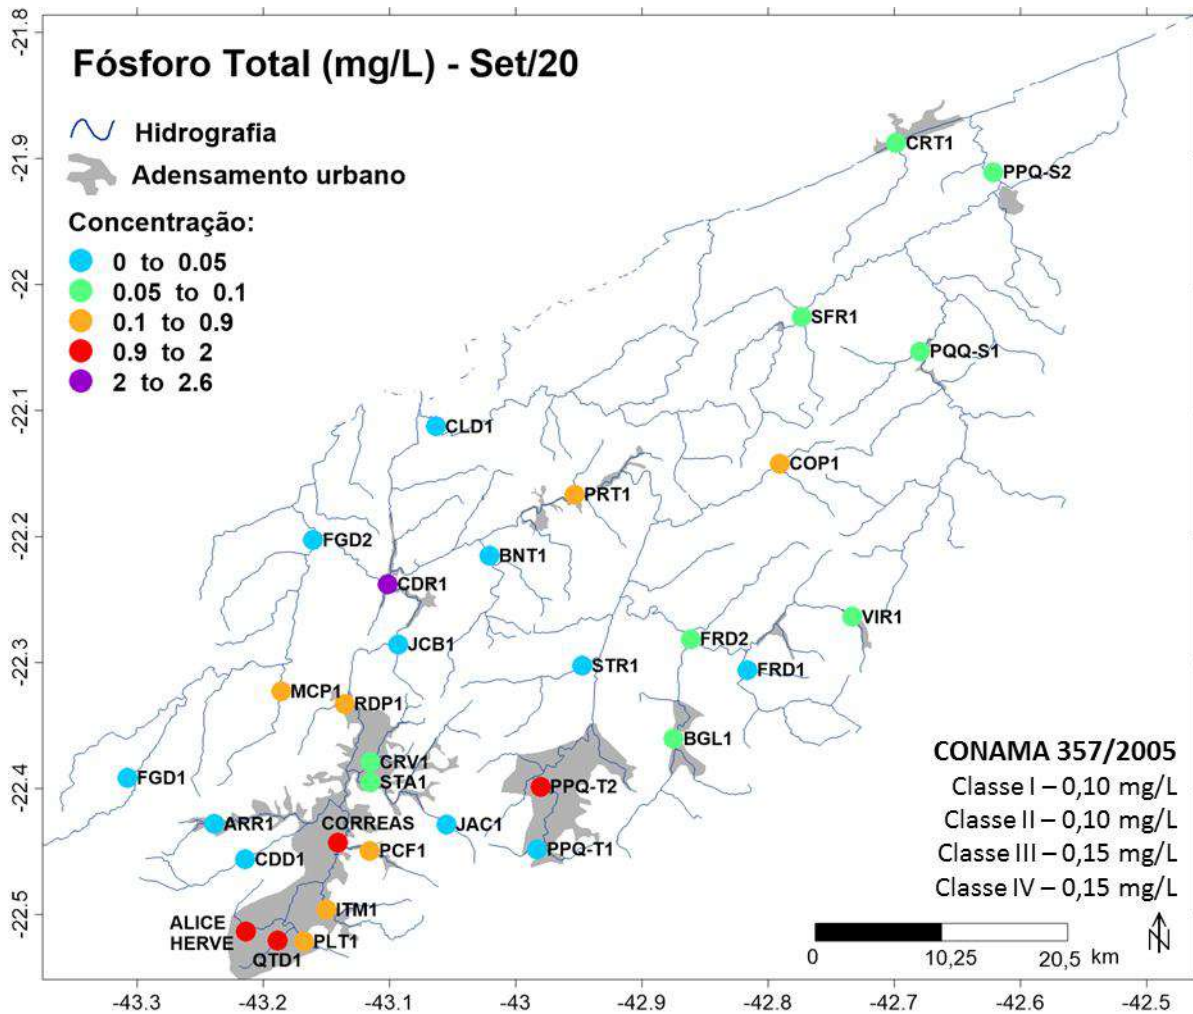 Fósforo Total (mg/L) - Set/20
Hidrografia
Adensamento urbano
Concentração:
0 to 0.05
0.05 to 0.1
0.1 to 0.9
0.9 to 2
2 to 2.6
-21.8
-21.9
-22
-22.1
-22.2
-22.3
-22.4
-22.5
CRT1
PPQ-S2
SFR1
PQQ-S1
CLD1
COP1
PRT1
FGD2
BNT1
CDR1
VIR1
JCB1
FRD2
STR1
FRD1
MCP1
RDP1
BGL1
CRV1
FGD1
STA1
PPQ-T2
ARR1
CORREAS
JAC1
CDD1
PCF1
PPQ-T1
ITM1
ALICE
HERVE
PLT1
QTD1
CONAMA 357/2005
Classe I – 0,10 mg/L
Classe II – 0,10 mg/L
Classe III – 0,15 mg/L
Classe IV – 0,15 mg/L
N
0 10,25 20,5 km
-43.3 -43.2 -43.1 -43 -42.9 -42.8 -42.7 -42.6 -42.5